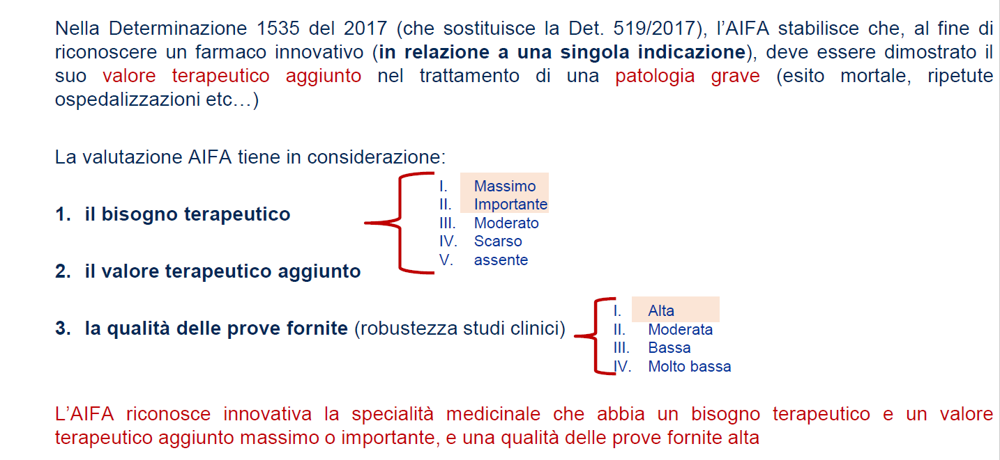 Nella Determinazione 1535 del 2017 (che sostituisce la Det. 519/2017), l’AIFA stabilisce che, al fine di
riconoscere un farmaco innovativo (in relazione a una singola indicazione), deve essere dimostrato il
suo valore terapeutico aggiunto nel trattamento di una patologia grave (esito mortale, ripetute
ospedalizzazioni etc…)
La valutazione AIFA tiene in considerazione:
1. il bisogno terapeutico
I. Massimo
II. Importante
III. Moderato
IV. Scarso
V. assente
2. il valore terapeutico aggiunto
3. la qualità delle prove fornite (robustezza studi clinici)
I. Alta
II. Moderata
III. Bassa
IV. Molto bassa
L’AIFA riconosce innovativa la specialità medicinale che abbia un bisogno terapeutico e un valore
terapeutico aggiunto massimo o importante, e una qualità delle prove fornite alta